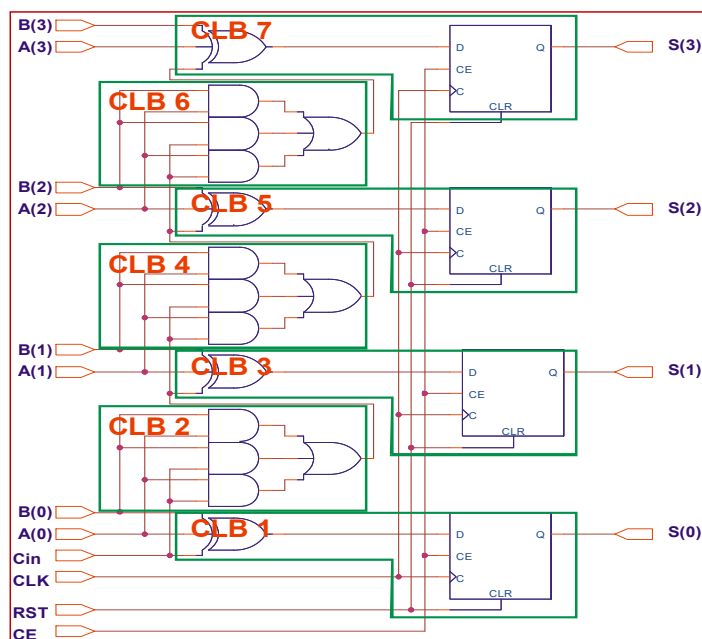 B(3)
A(3)
CLB 7
D
Q
CE
C
CLR
S(3)
CLB 6
B(2)
A(2)
CLB 5
D
Q
CE
C
CLR
S(2)
CLB 4
B(1)
A(1)
CLB 3
D
Q
CE
C
CLR
S(1)
CLB 2
B(0)
A(0)
CLB 1
D
Q
CE
C
CLR
S(0)
Cin
CLK
RST
CE